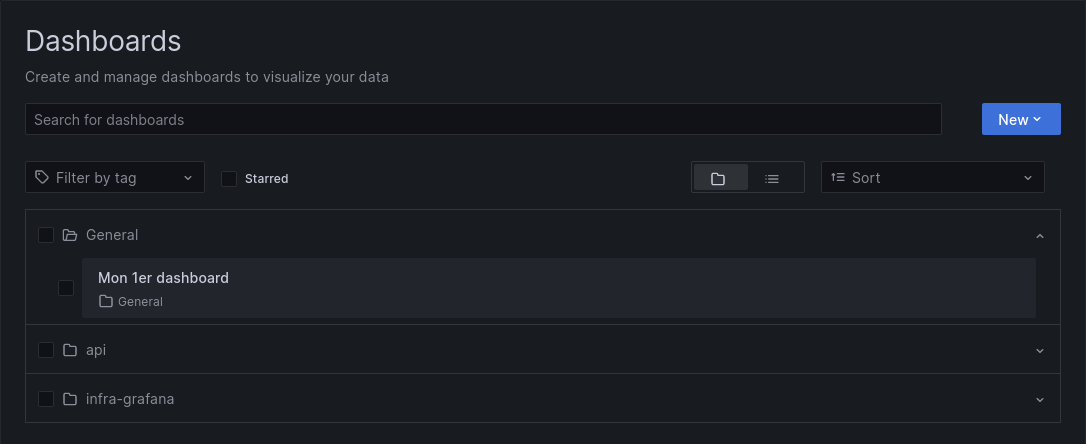 Dashboards
Create and manage dashboards to visualize your data
Search for dashboards
New
Filter by tag
Starred
Sort
General
Mon 1er dashboard
General
api
infra-grafana